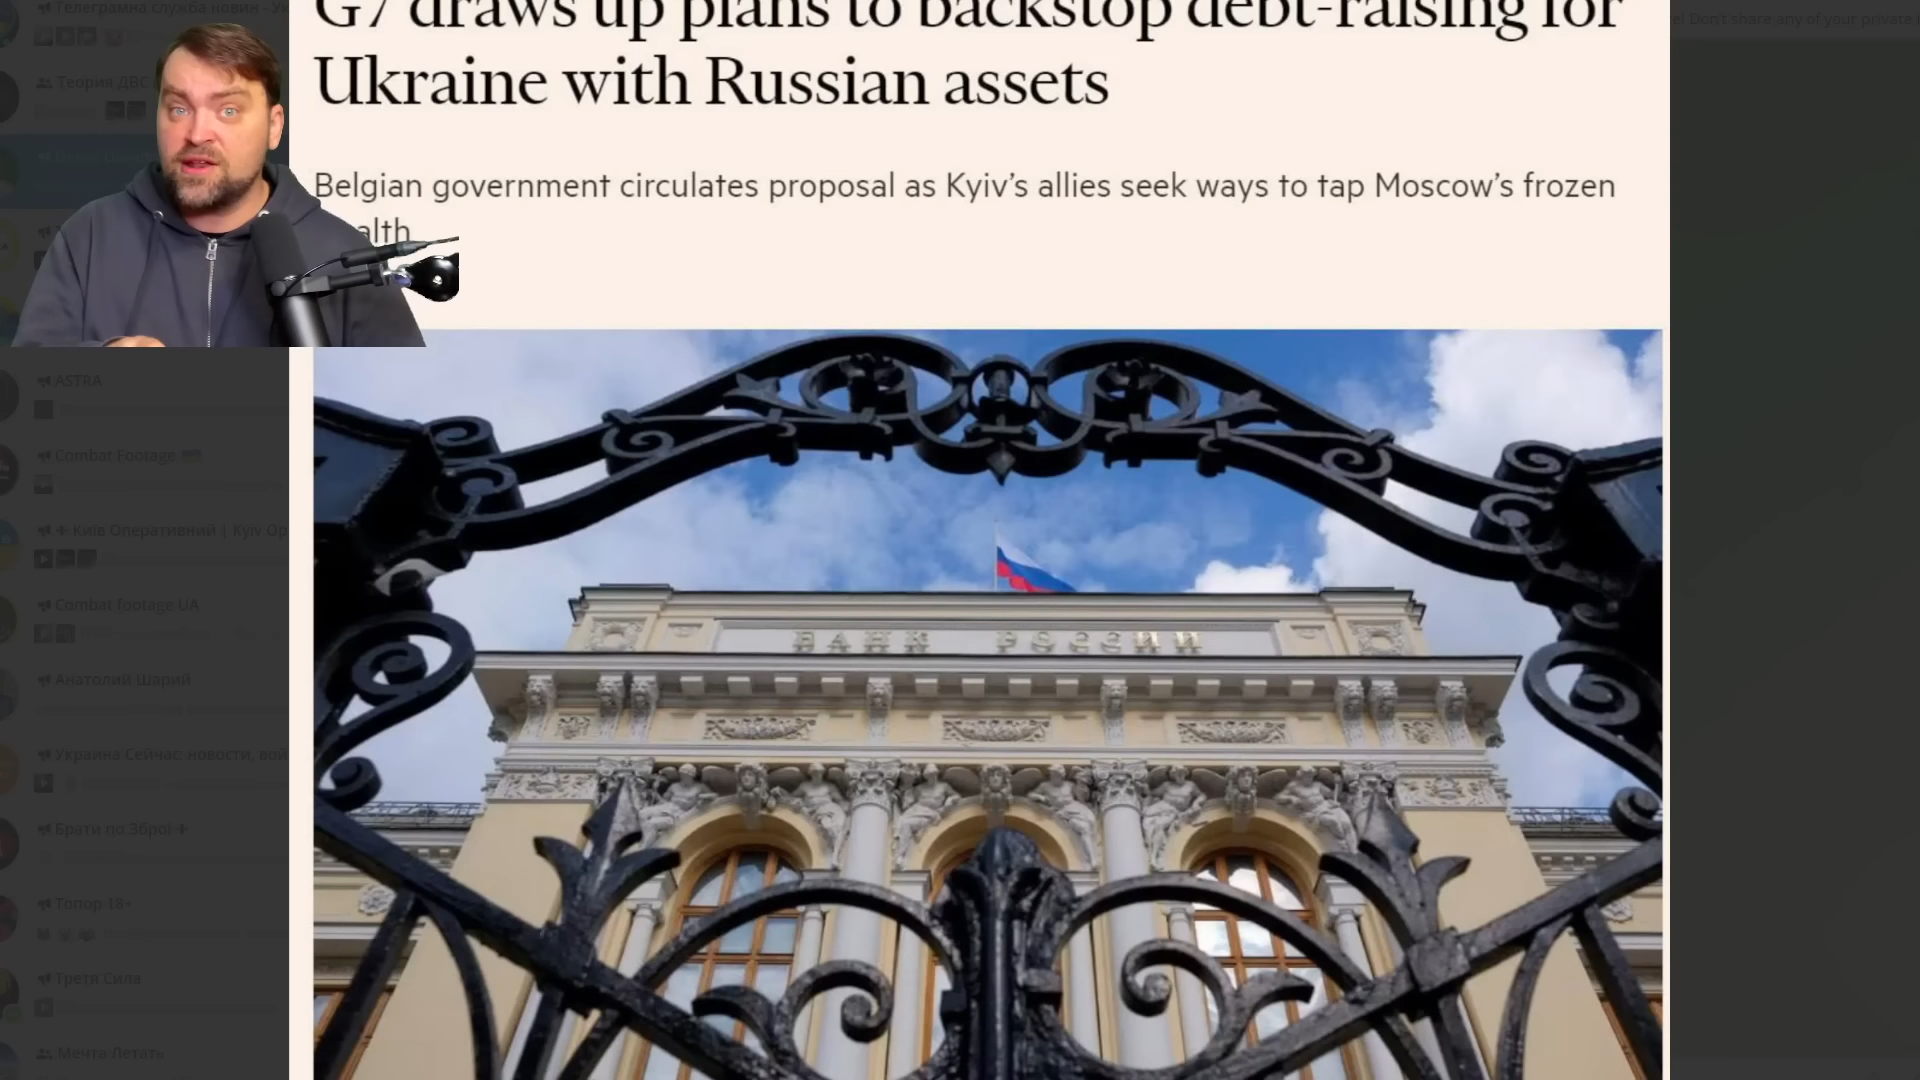 G7 draws up plans to backstop debt-raising for
Ukraine with Russian assets
Belgian government circulates proposal as Kyiv's allies seek ways to tap Moscow's frozen
alth
БАНК РОССИИ
Телеграмна служба новин - Ук
Теория ДВС
ASTRA
Combat Footage
Київ Оперативний | Kyiv Op
Combat footage UA
Анатолий Шарий
Украина Сейчас: новости, вой
Брати по Зброї
Топор 18+
Третя Сила
Мечта Летать
! Don't share any of your private